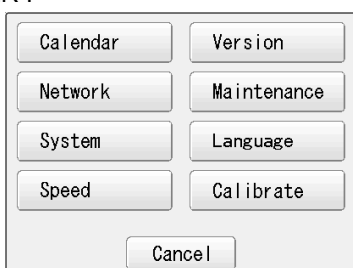 Calendar Version
Network Maintenance
System Language
Speed Calibrate
Cancel